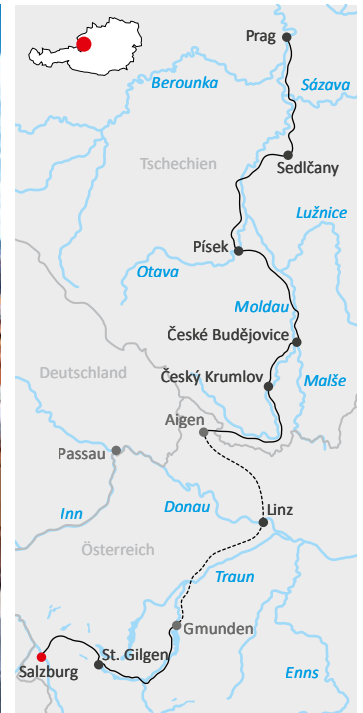 Prag
Berounka
Sázava
Tschechien
Sedlčany
Lužnice
Písek
Otava
Moldau
České Budějovice
Deutschland
Český Krumlov
Malše
Aigen
Passau
Donau
Linz
Inn
Österreich
Traun
Gmunden
St. Gilgen
Salzburg
Enns